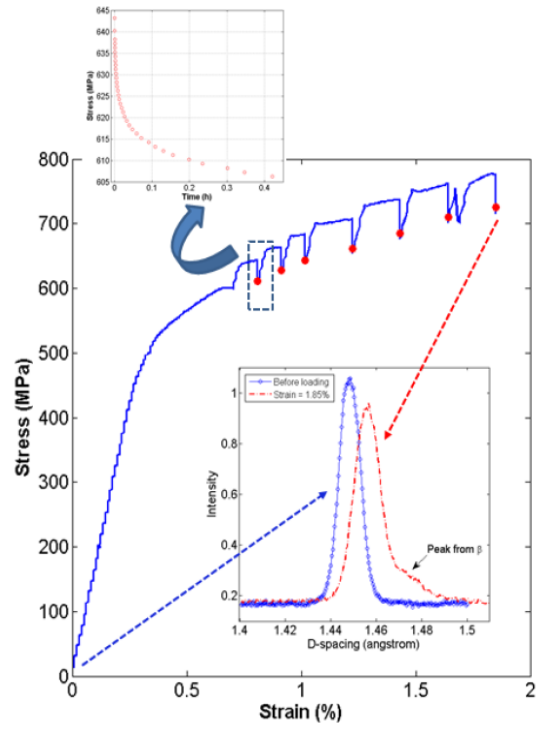 645
640
635
630
625
620
615
610
605
Stress (MPa)
0 0.1 0.2 0.3 0.4
Time (h)
800
700
600
500
400
300
200
100
0
Stress (MPa)
0 0.5 1 1.5 2
Strain (%)
Before loading
Strain = 1.85%
1
0.8
0.6
0.4
0.2
Intensity
Peak from β
1.4 1.42 1.44 1.46 1.48 1.5
D-spacing (angstrom)